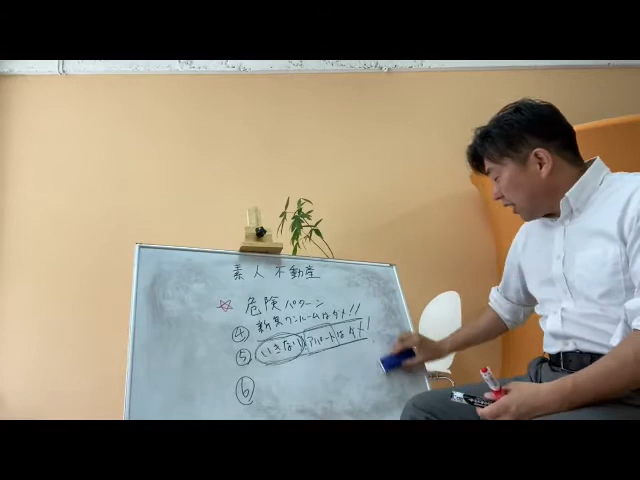 素人不動産
☆ 危険パターン
④ 新築ワンルームはダメ!!
⑤ いきなりアパートはダメ!
⑥